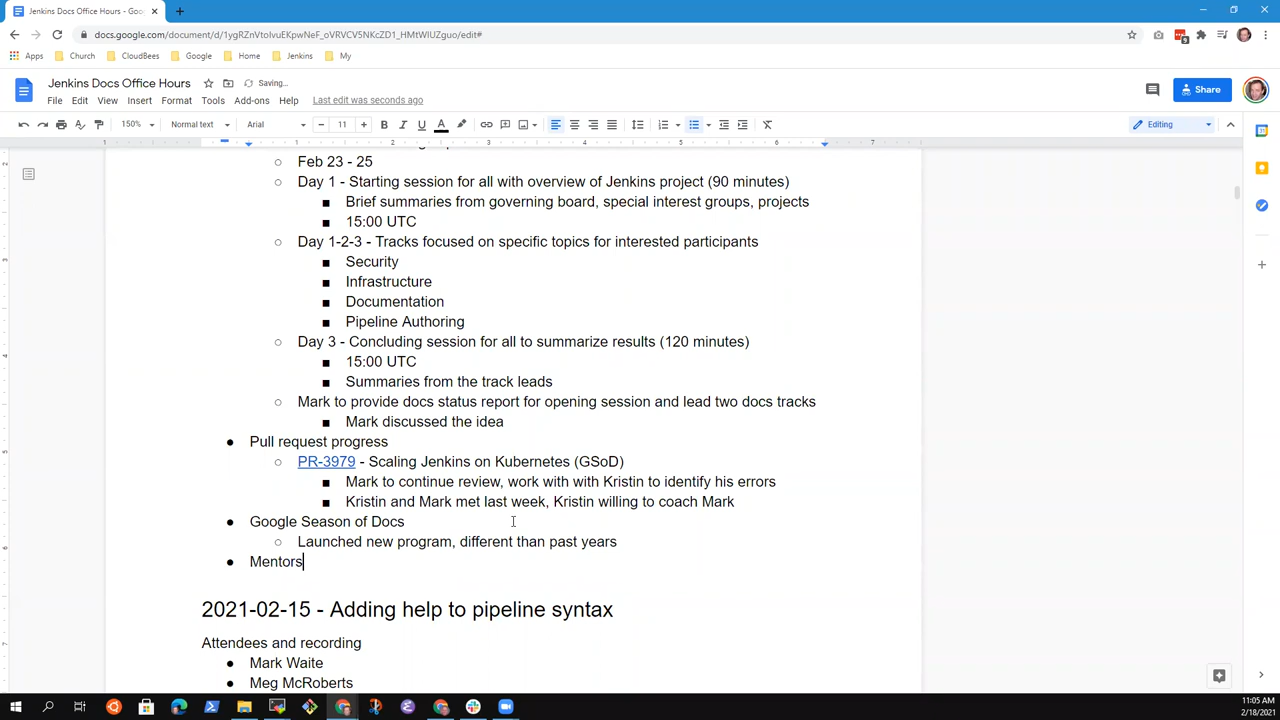 Jenkins Docs Office Hours - Goo
docs.google.com/document/d/1ygRZnVtoIvuEKpwNeF_oVRVCV5NKcZD1_HMtWIUZguo/edit#
Apps Church CloudBees Google Home Jenkins My
Jenkins Docs Office Hours Saving...
File Edit View Insert Format Tools Add-ons Help Last edit was seconds ago
Share
150% Normal text Arial 11 Editing
1 1 2 3 4 5 6 7
○ Feb 23 - 25
○ Day 1 - Starting session for all with overview of Jenkins project (90 minutes)
■ Brief summaries from governing board, special interest groups, projects
■ 15:00 UTC
○ Day 1-2-3 - Tracks focused on specific topics for interested participants
■ Security
■ Infrastructure
■ Documentation
■ Pipeline Authoring
○ Day 3 - Concluding session for all to summarize results (120 minutes)
■ 15:00 UTC
■ Summaries from the track leads
○ Mark to provide docs status report for opening session and lead two docs tracks
■ Mark discussed the idea
● Pull request progress
○ PR-3979 - Scaling Jenkins on Kubernetes (GSoD)
■ Mark to continue review, work with with Kristin to identify his errors
■ Kristin and Mark met last week, Kristin willing to coach Mark
● Google Season of Docs
○ Launched new program, different than past years
● Mentors
2021-02-15 - Adding help to pipeline syntax
Attendees and recording
● Mark Waite
● Meg McRoberts
11:05 AM
2/18/2021